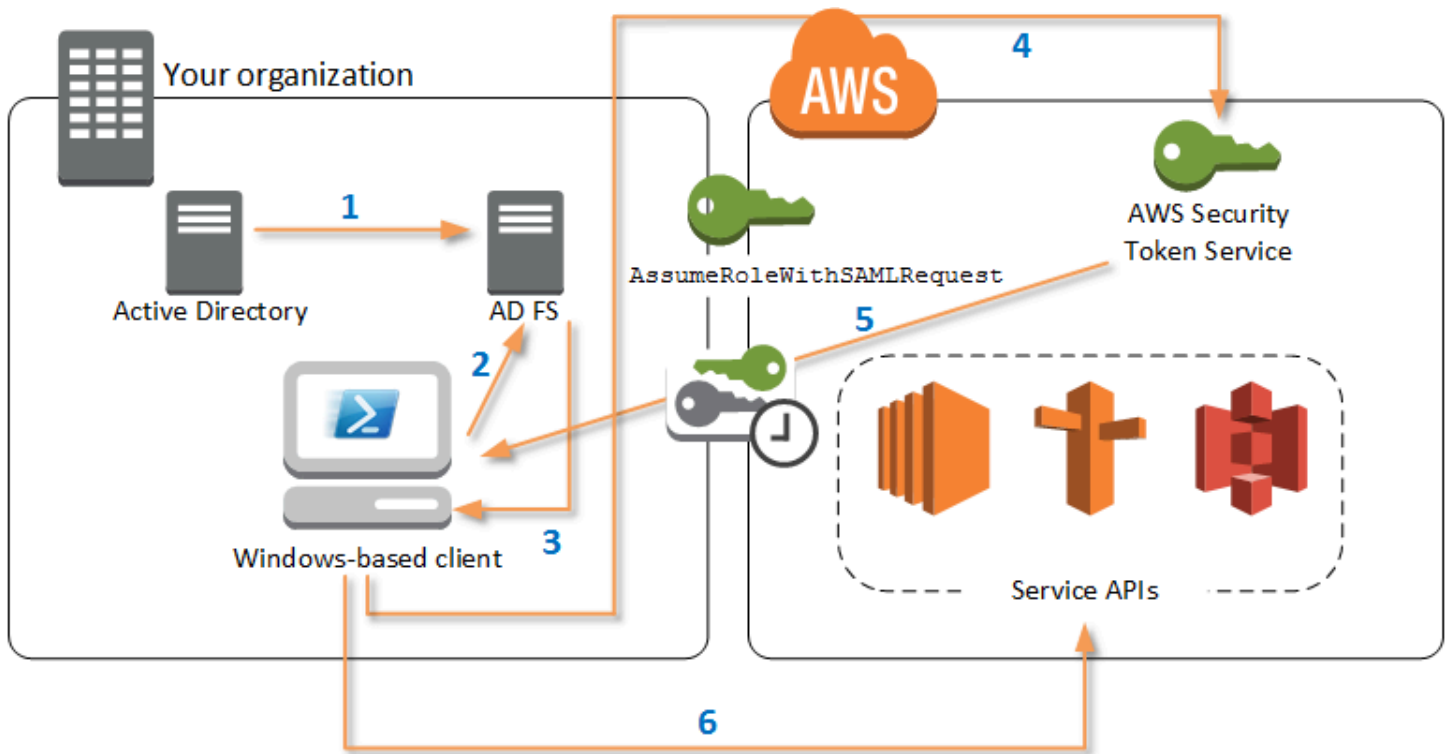 Your organization
4
AWS
1
AWS Security
Token Service
AssumeRoleWithSAMLRequest
Active Directory
AD FS
5
2
3
Windows-based client
Service APIs
6